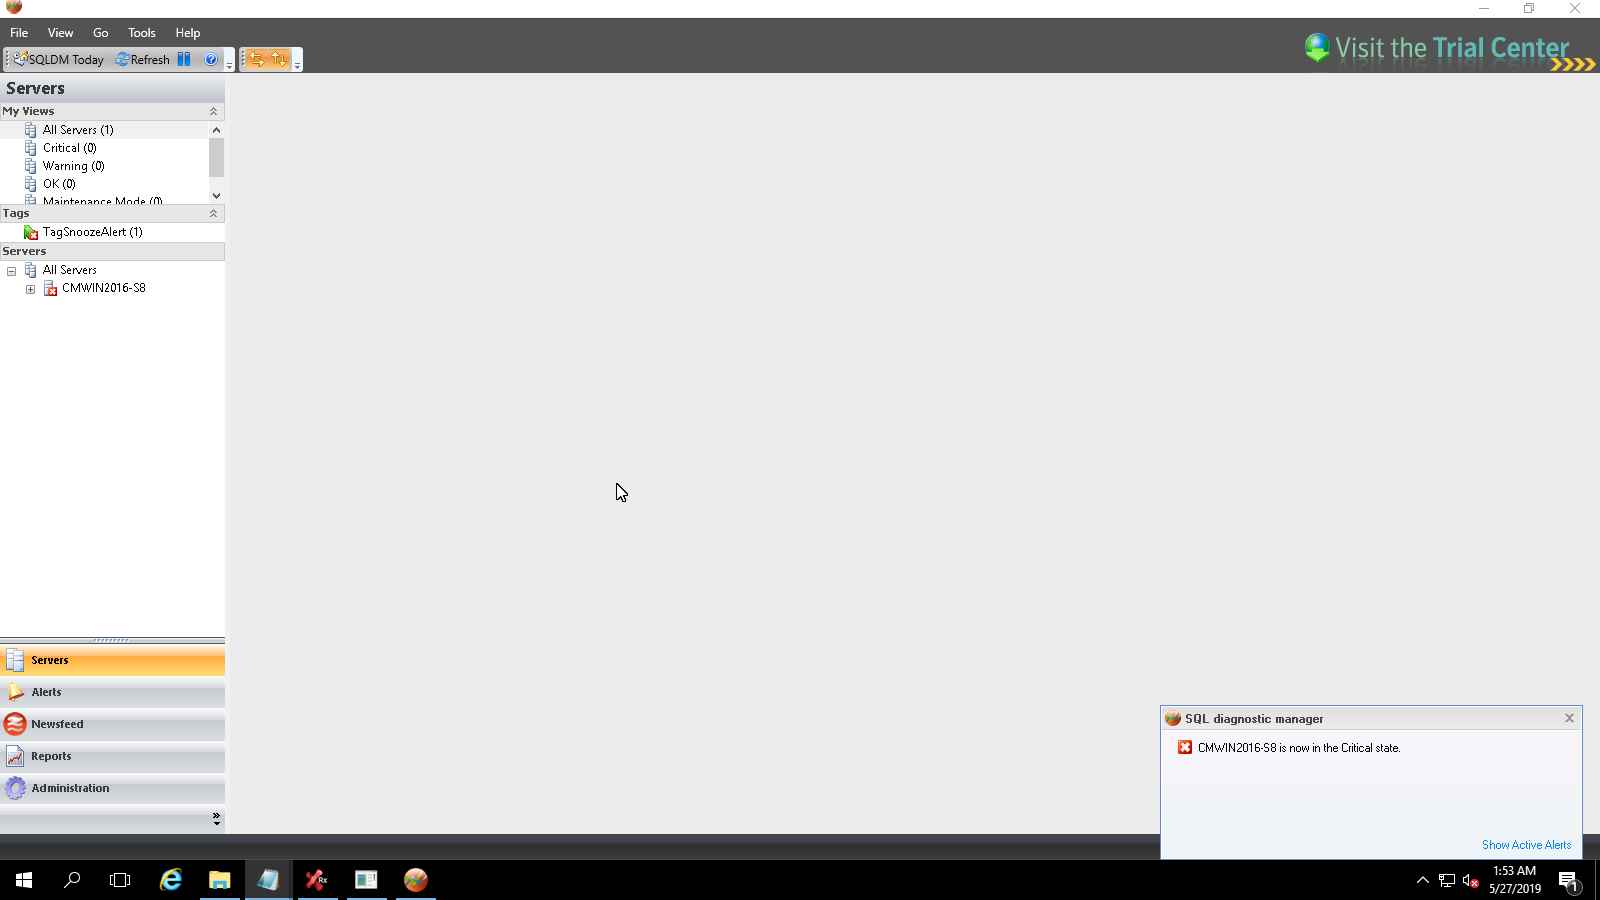 File View Go Tools Help
Visit the Trial Center
SQLDM Today Refresh
Servers
My Views
All Servers (1)
Critical (0)
Warning (0)
OK (0)
Maintenance Mode (0)
Tags
TagSnoozeAlert (1)
Servers
All Servers
CMWIN2016-S8
Servers
Alerts
Newsfeed
Reports
Administration
SQL diagnostic manager
CMWIN2016-S8 is now in the Critical state.
Show Active Alerts
Rx
1:53 AM
5/27/2019
1